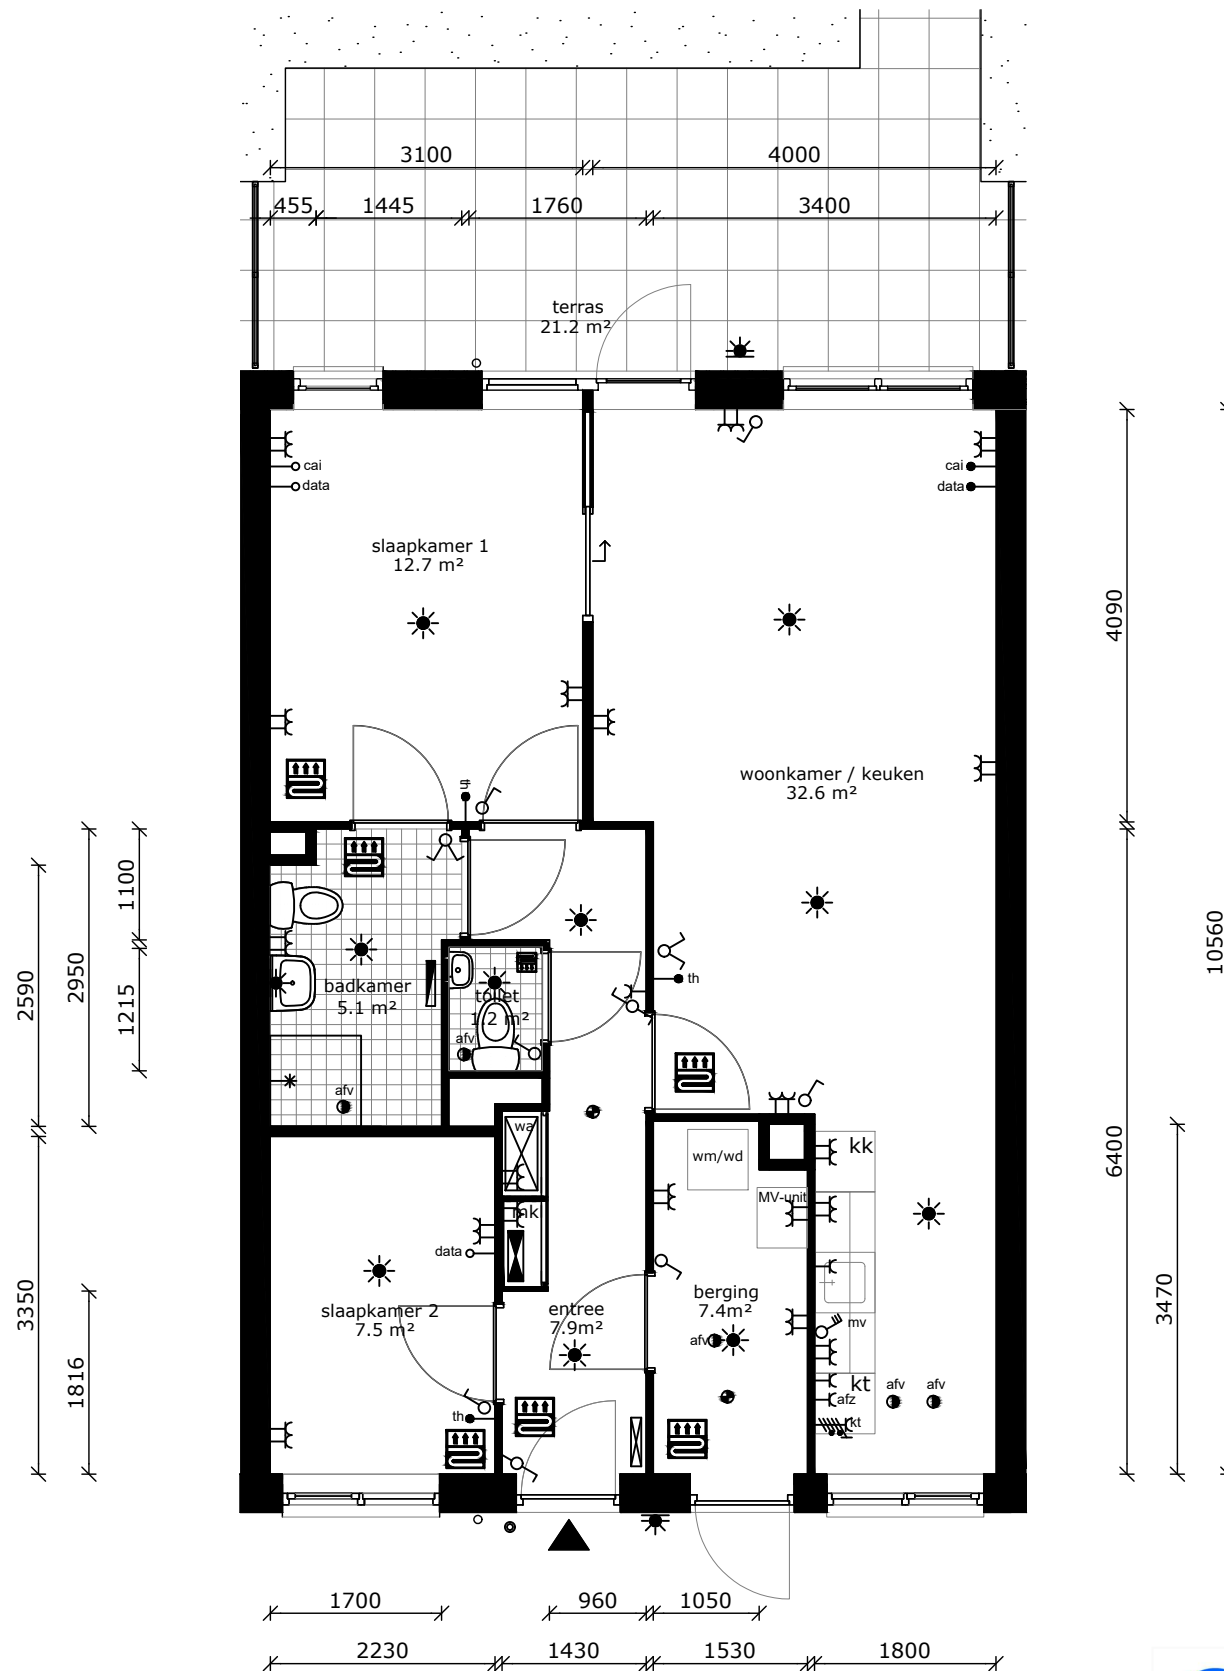 3100
4000
455
1445
1760
3400
terras
21.2 m²
cai
data
cai
data
slaapkamer 1
12.7 m²
4090
woonkamer / keuken
32.6 m²
th
1100
2950
2590
1215
10560
th
badkamer
5.1 m²
toilet
1.2 m²
afv
afv
wa
wm/wd
kk
6400
MV-unit
mk
data
slaapkamer 2
7.5 m²
entree
7.9m²
berging
7.4m²
afv
mv
3350
1816
3470
kt
afv
afv
afz
kt
th
1700
960
1050
2230
1430
1530
1800